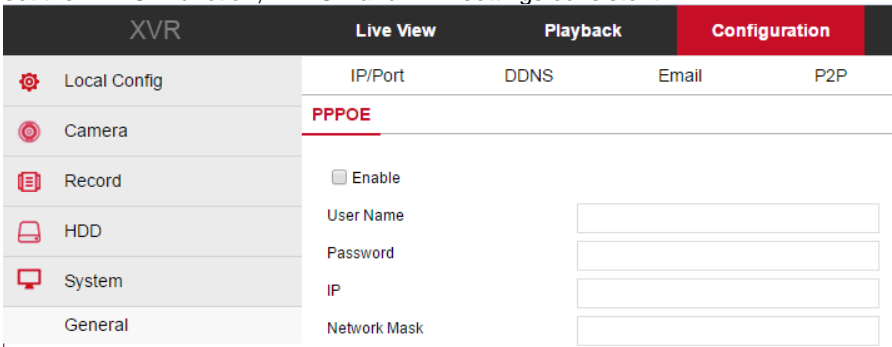 XVR Live View Playback Configuration
Local Config IP/Port DDNS Email P2P
Camera PPPOE
Record Enable
HDD User Name
Password
System IP
General Network Mask